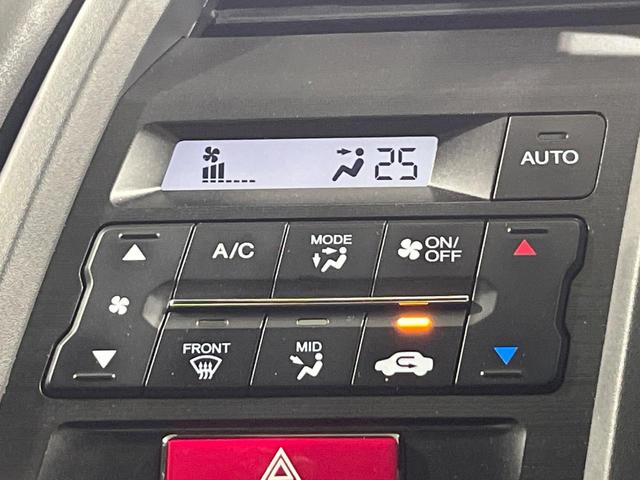 25
AUTO
A/C
MODE
ON/
OFF
FRONT
MID